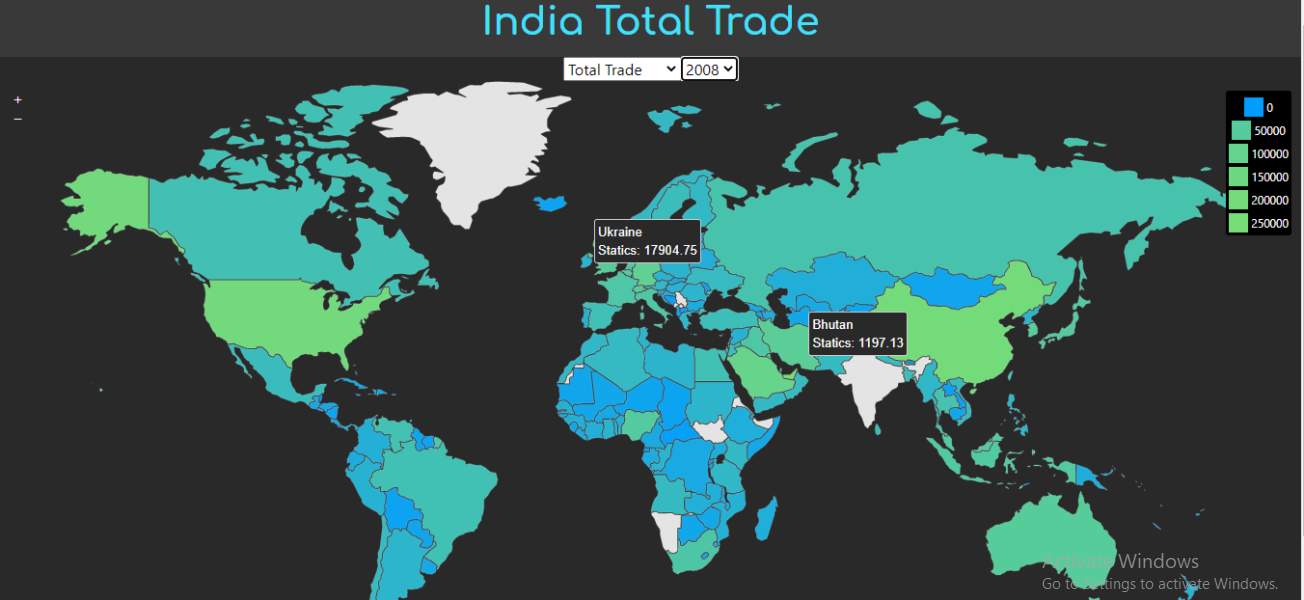 India Total Trade
Total Trade 2008
+
−
0
50000
100000
150000
200000
250000
Ukraine
Statics: 17904.75
Bhutan
Statics: 1197.13
Activate Windows
Go to Settings to activate Windows.